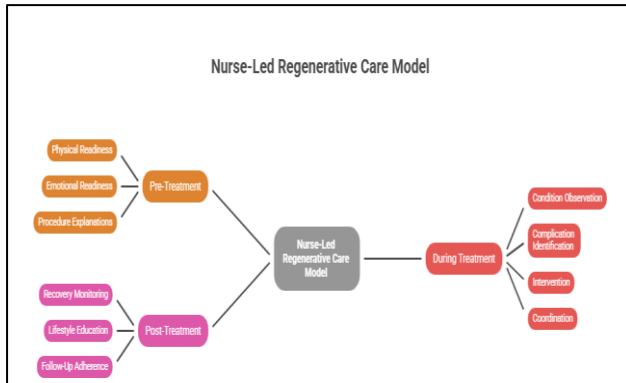 Nurse-Led Regenerative Care Model
Physical Readiness
Emotional Readiness
Procedure Explanations
Pre-Treatment
Recovery Monitoring
Lifestyle Education
Follow-Up Adherence
Post-Treatment
Nurse-Led
Regenerative Care
Model
During Treatment
Condition Observation
Complication
Identification
Intervention
Coordination